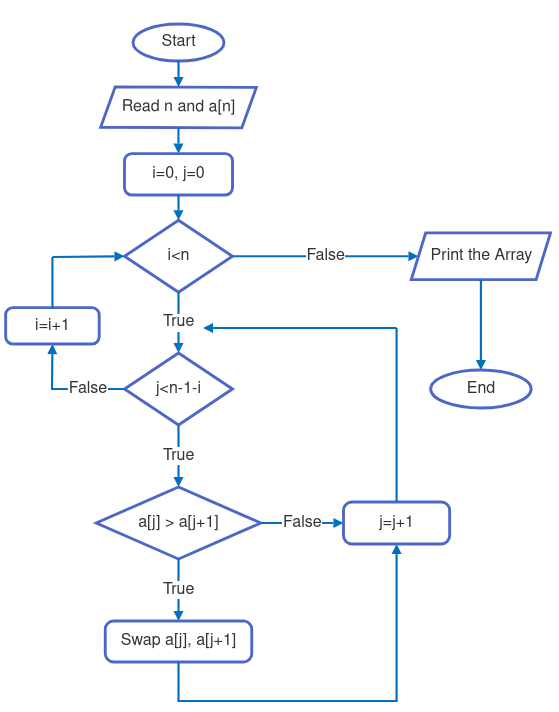 Start
Read n and a[n]
i=0, j=0
i<n
False
Print the Array
True
i=i+1
j<n-1-i
False
End
True
a[j] > a[j+1]
False
j=j+1
True
Swap a[j], a[j+1]